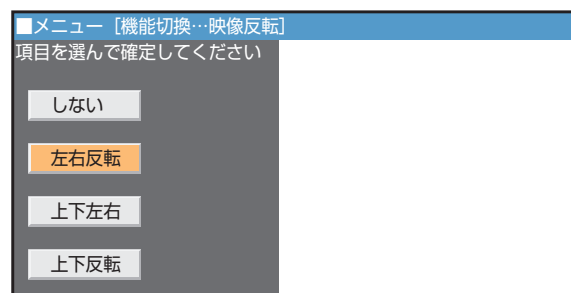 ■メニュー［機能切換…映像反転］
項目を選んで確定してください
しない
左右反転
上下左右
上下反転